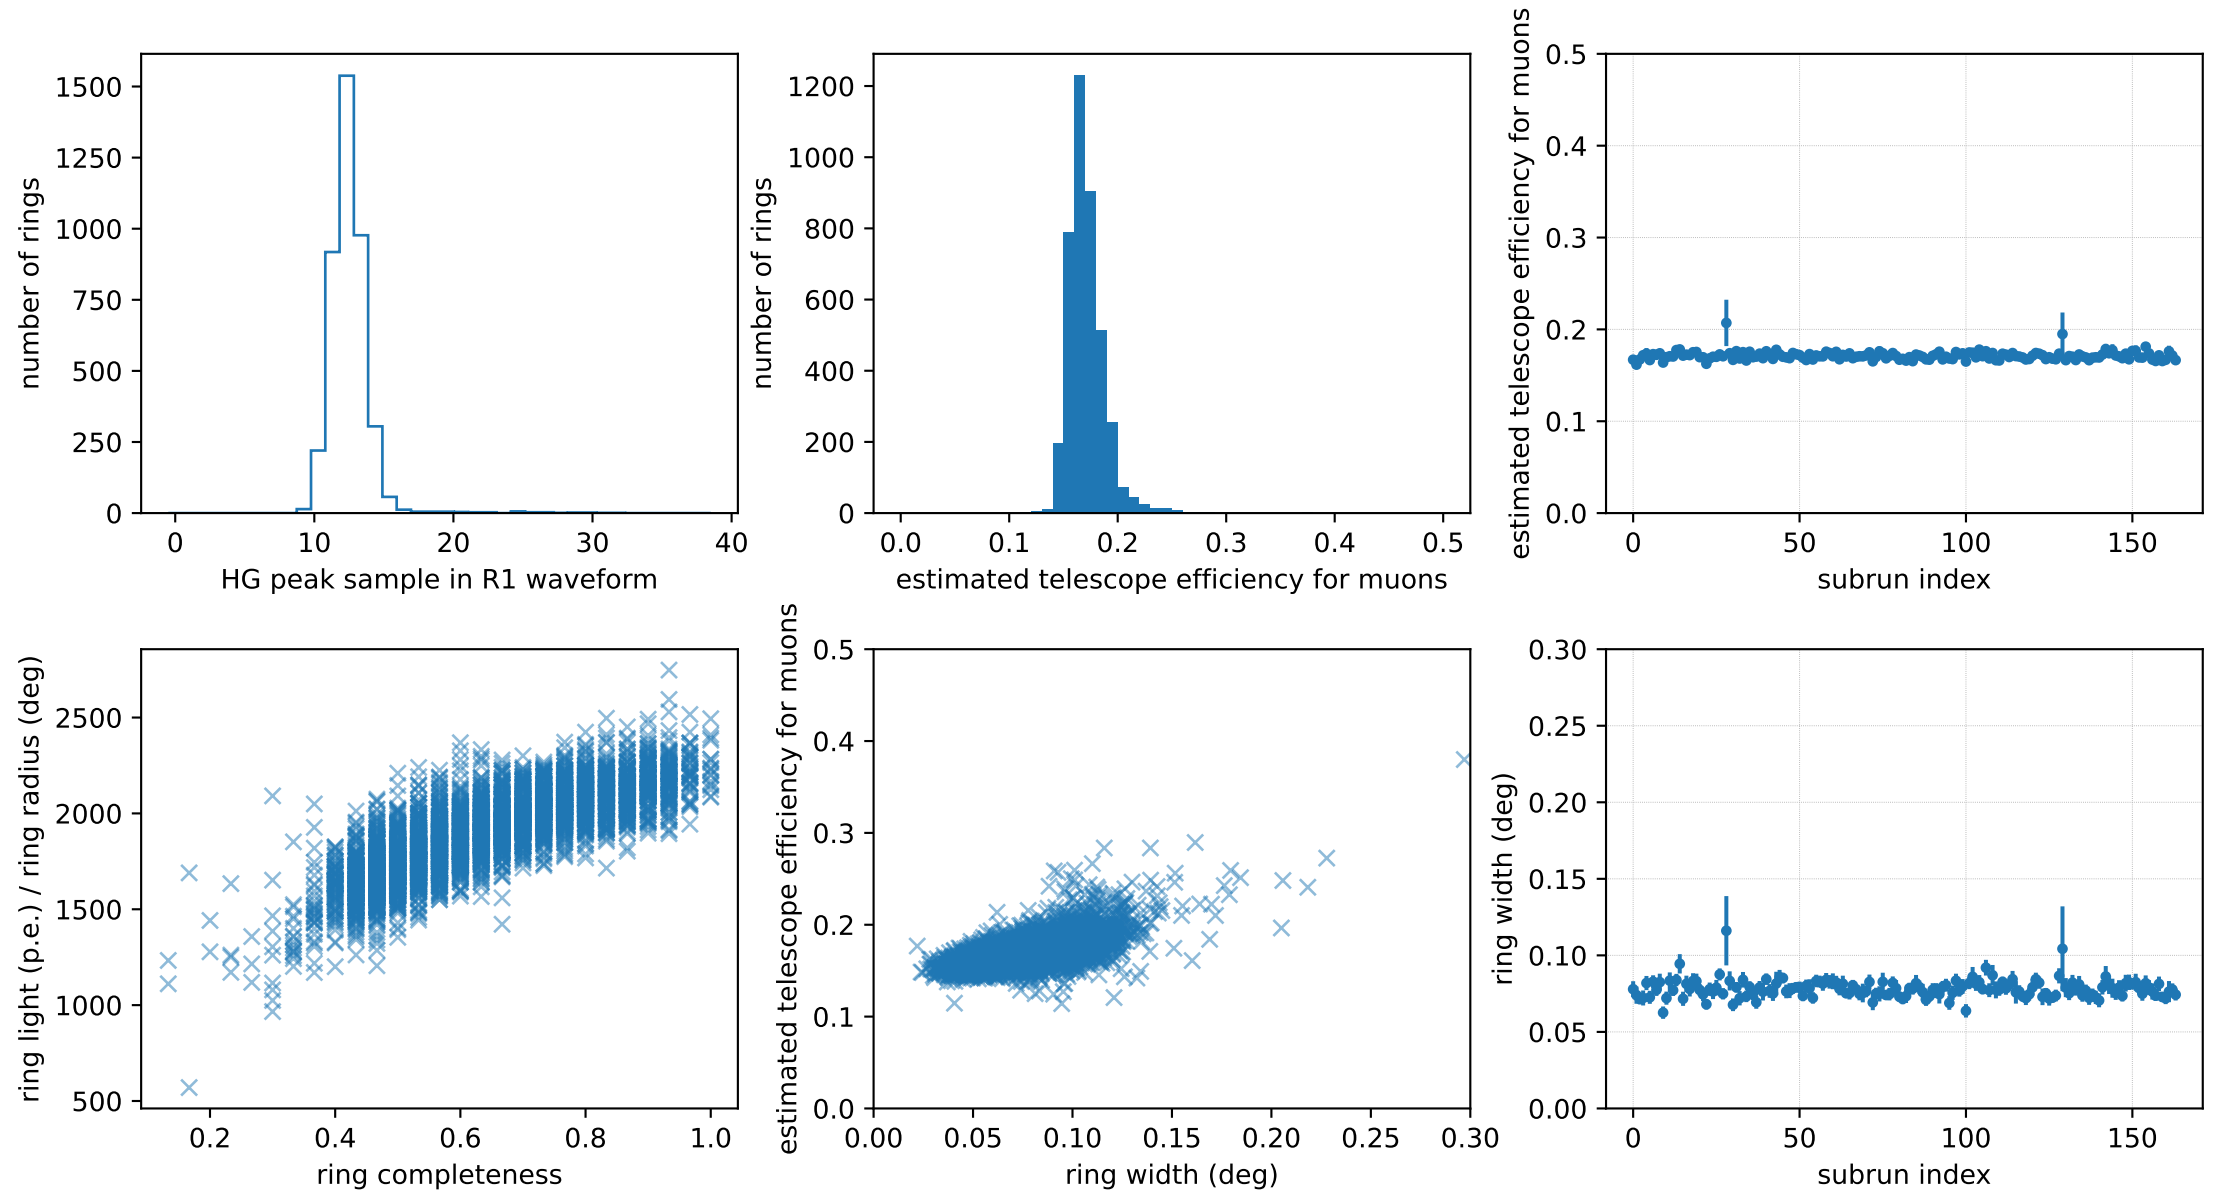 number of rings
1500
1250
1000
750
500
250
0
0 10 20 30 40
HG peak sample in R1 waveform
number of rings
1200
1000
800
600
400
200
0
0.0 0.1 0.2 0.3 0.4 0.5
estimated telescope efficiency for muons
estimated telescope efficiency for muons
0.5
0.4
0.3
0.2
0.1
0.0
0 50 100 150
subrun index
ring light (p.e.) / ring radius (deg)
2500
2000
1500
1000
500
0.2 0.4 0.6 0.8 1.0
ring completeness
estimated telescope efficiency for muons
0.5
0.4
0.3
0.2
0.1
0.0
0.00 0.05 0.10 0.15 0.20 0.25 0.30
ring width (deg)
ring width (deg)
0.30
0.25
0.20
0.15
0.10
0.05
0.00
0 50 100 150
subrun index